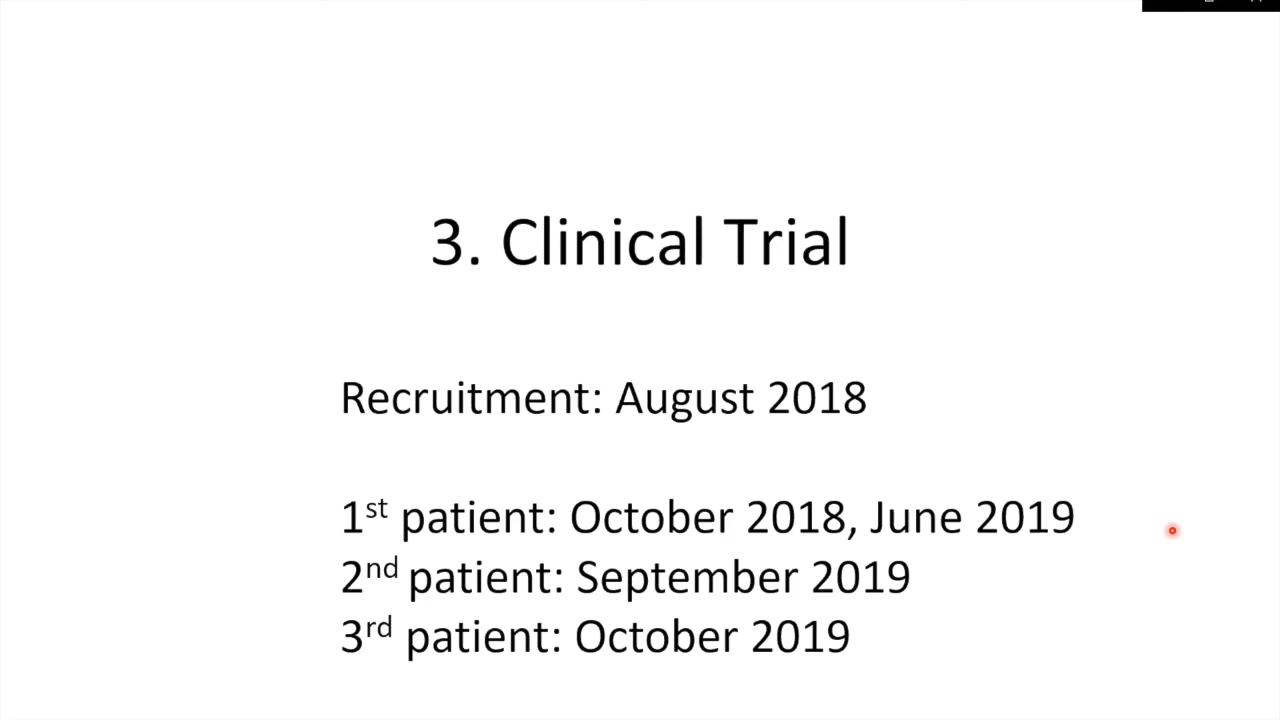 3. Clinical Trial
Recruitment: August 2018
1st patient: October 2018, June 2019
2nd patient: September 2019
3rd patient: October 2019